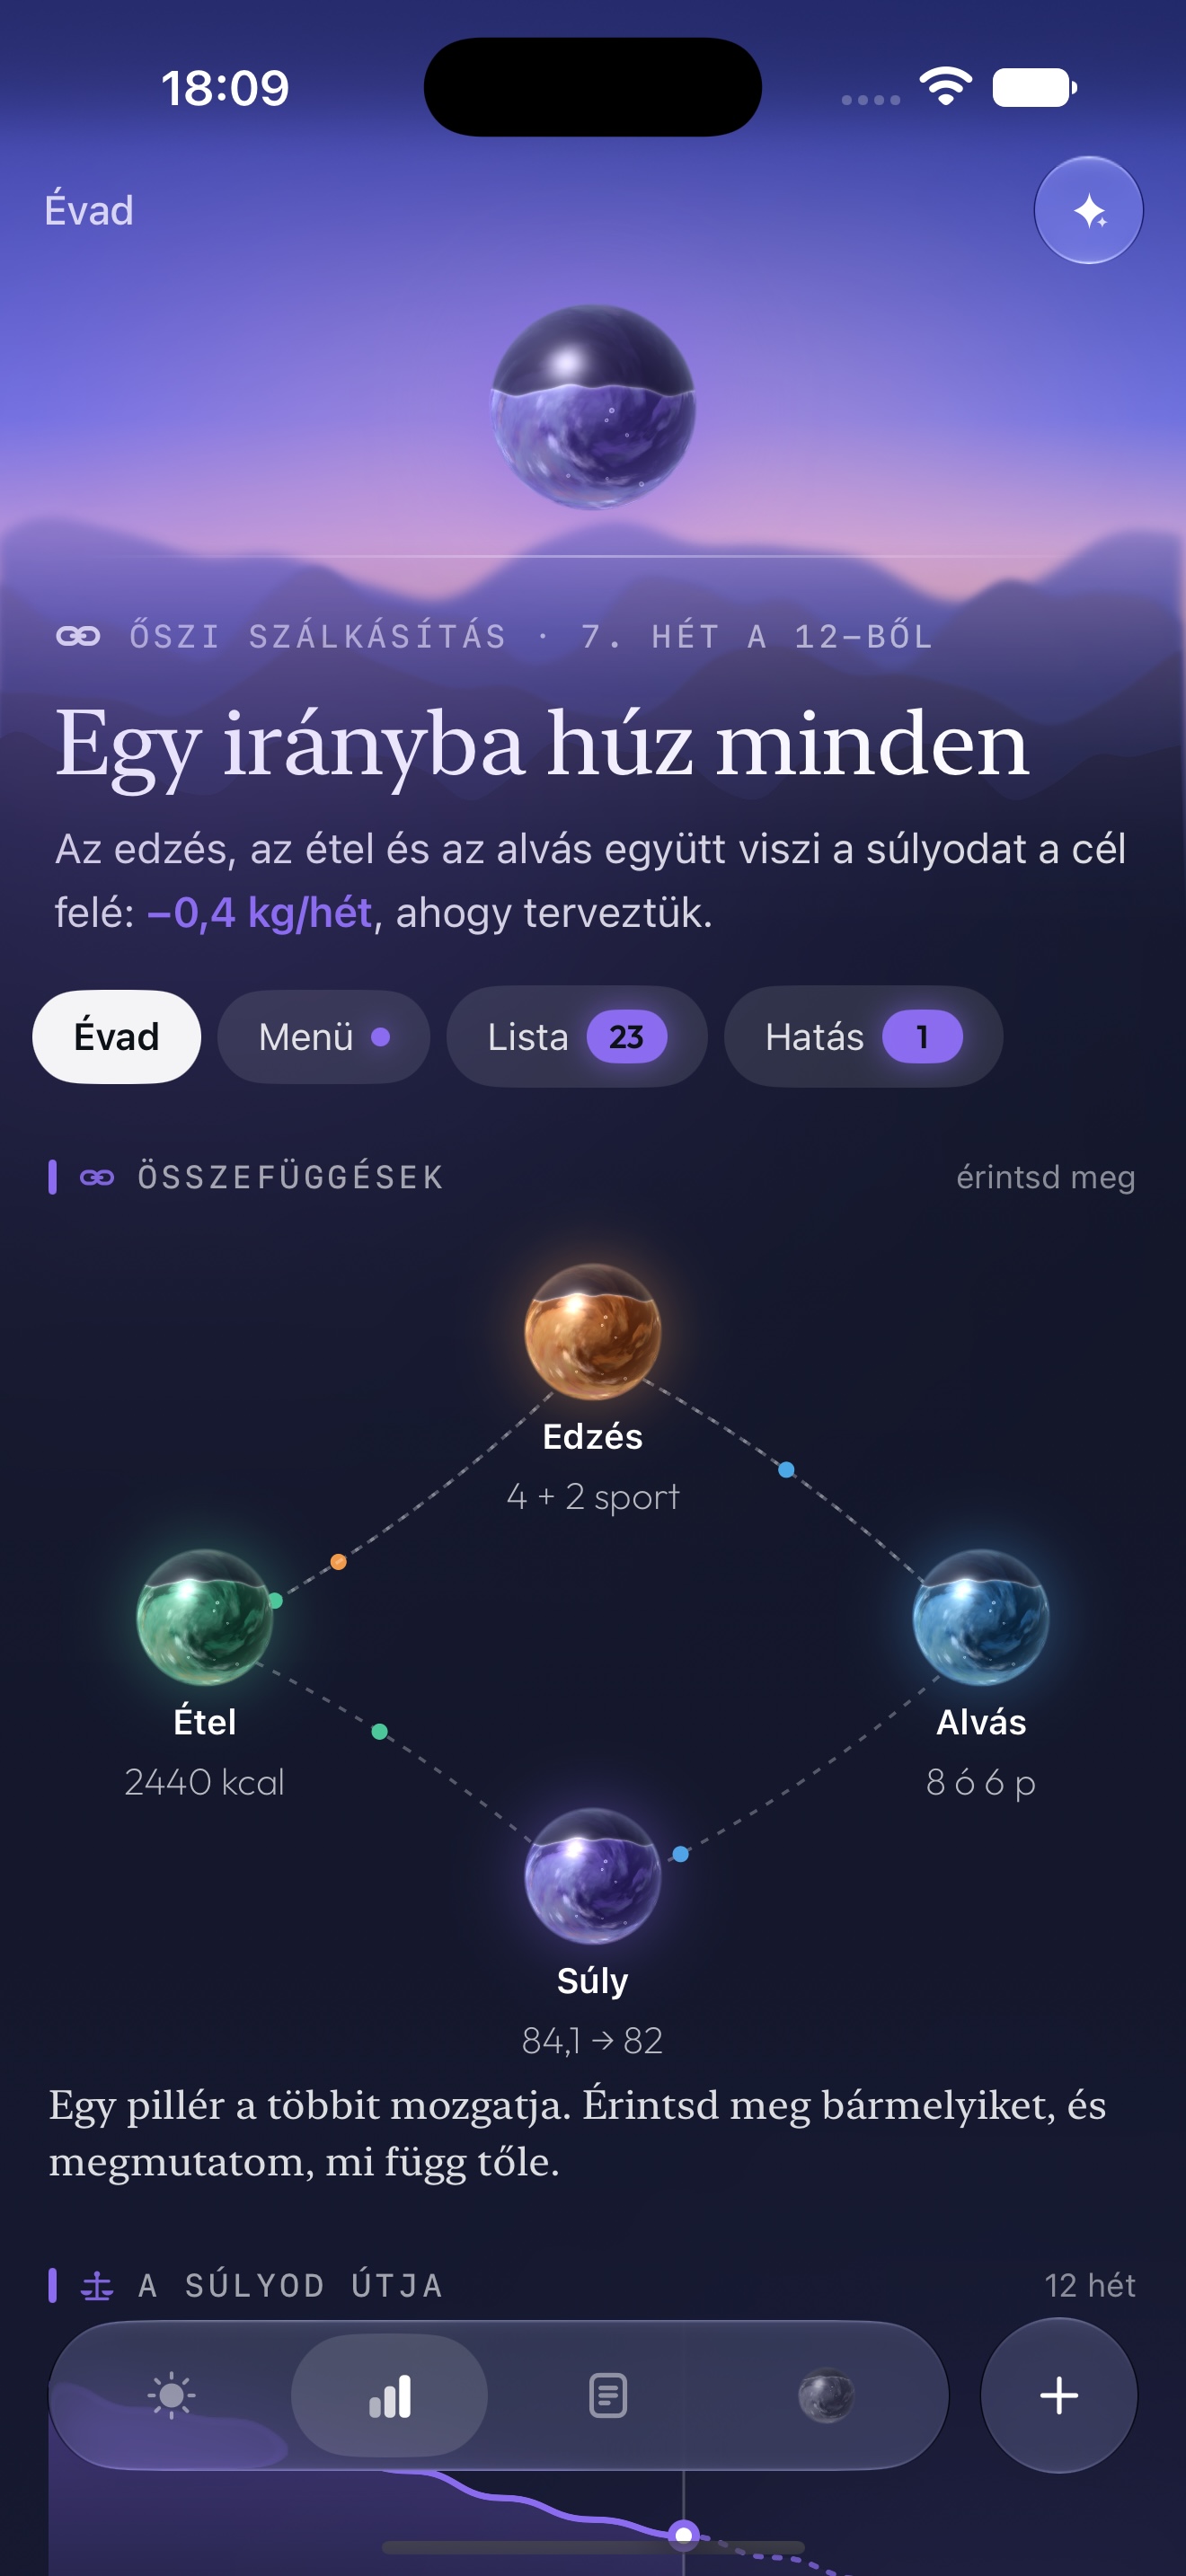 18:09
Évad
ŐSZI SZÁLKÁSÍTÁS · 7. HÉT A 12–BŐL
Egy irányba húz minden
Az edzés, az étel és az alvás együtt viszi a súlyodat a cél
felé: –0,4 kg/hét, ahogy terveztük.
Évad Menü Lista 23 Hatás 1
ÖSSZEFÜGGÉSEK érintsd meg
Edzés
4 + 2 sport
Étel Alvás
2440 kcal 8 ó 6 p
Súly
84,1 → 82
Egy pillér a többit mozgatja. Érintsd meg bármelyiket, és
megmutatom, mi függ tőle.
A SÚLYOD ÚTJA 12 hét